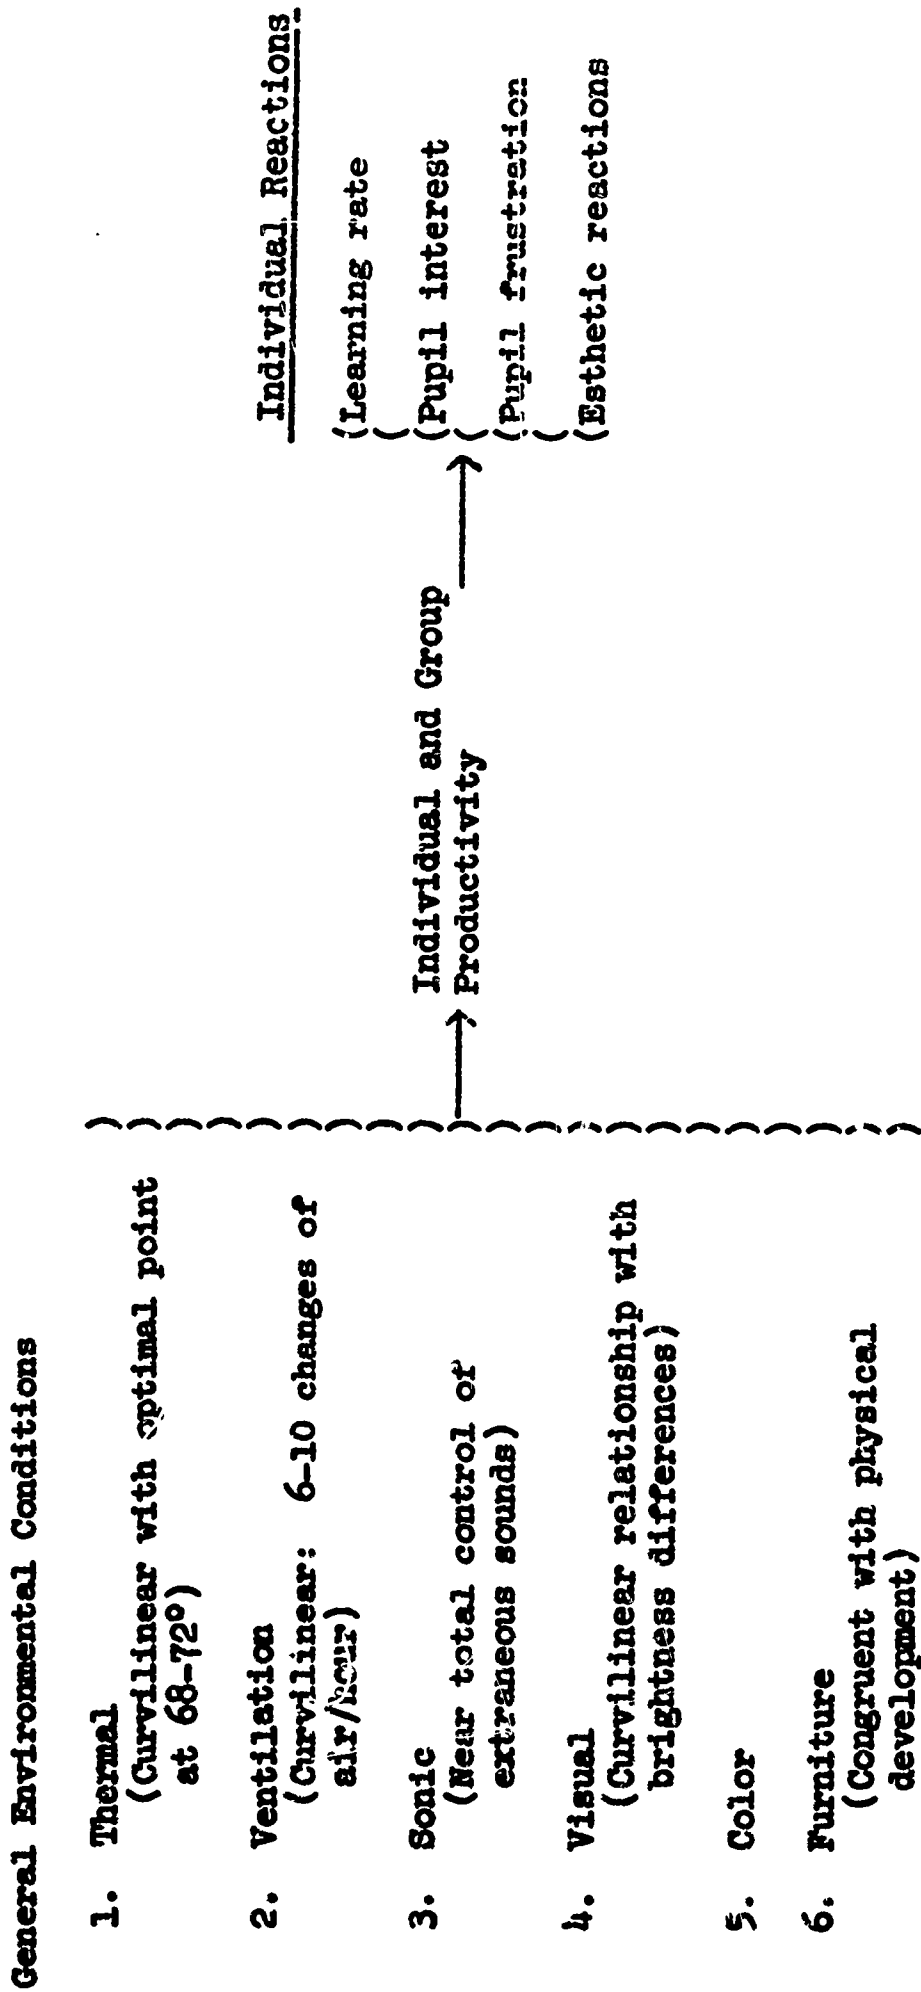 General Environmental Conditions
1. Thermal
(Curvilinear with optimal point
at 68-72°)
2. Ventilation
(Curvilinear: 6-10 changes of
air/hour)
3. Sonic
(Near total control of
extraneous sounds)
4. Visual
(Curvilinear relationship with
brightness differences)
5. Color
6. Furniture
(Congruent with physical
development)
Individual and Group
Productivity
Individual Reactions
(Learning rate
(
(Pupil interest
(
(Pupil frustration
(
(Esthetic reactions